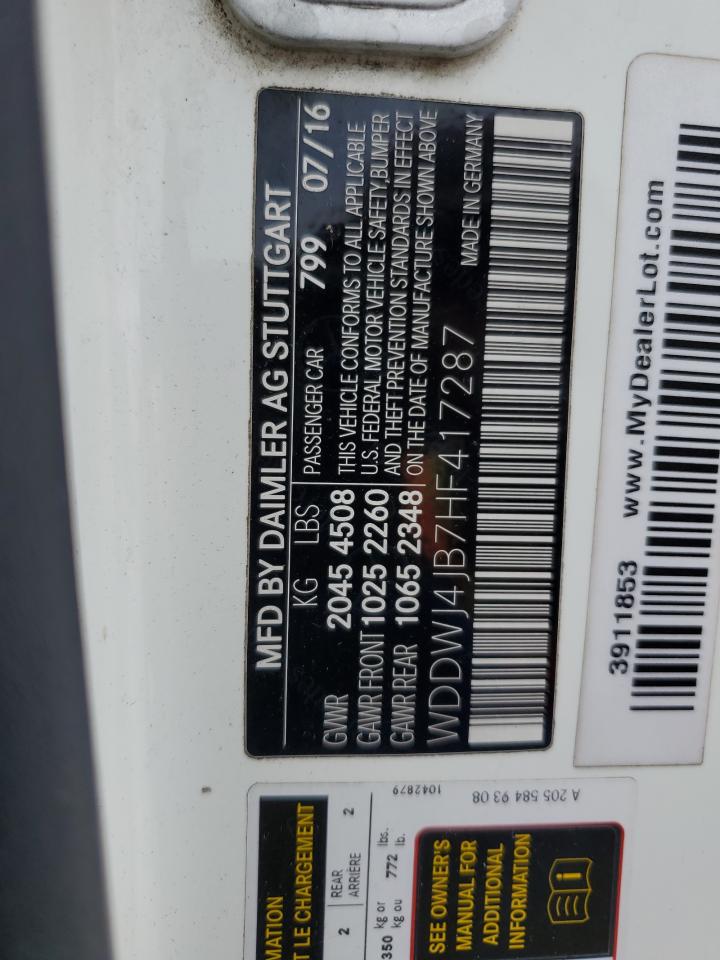 MFD BY DAIMLER AG STUTTGART
KG LBS PASSENGER CAR 799 07/16
GVWR 2045 4508 THIS VEHICLE CONFORMS TO ALL APPLICABLE
GAWR FRONT 1025 2260 U.S. FEDERAL MOTOR VEHICLE SAFETY,BUMPER
GAWR REAR 1065 2348 AND THEFT PREVENTION STANDARDS IN EFFECT
ON THE DATE OF MANUFACTURE SHOWN ABOVE
WDDWJ4JB7HF417287 MADE IN GERMANY
3911853 www.MyDealerLot.com
MATION
T LE CHARGEMENT
2 REAR 2
ARRIÈRE
350 kg or 772 lbs.
kg ou lb.
1042879
SEE OWNER'S
MANUAL FOR
ADDITIONAL
INFORMATION
i
A 205 584 93 08